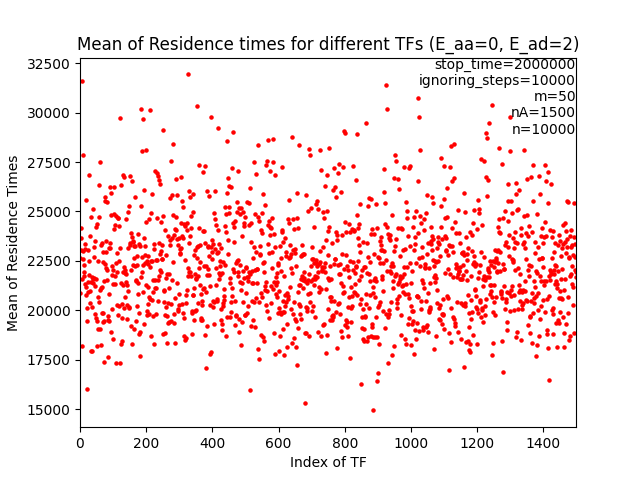 Mean of Residence times for different TFs (E_aa=0, E_ad=2)
stop_time=2000000
ignoring_steps=10000
m=50
nA=1500
n=10000
Mean of Residence Times
32500
30000
27500
25000
22500
20000
17500
15000
0 200 400 600 800 1000 1200 1400
Index of TF